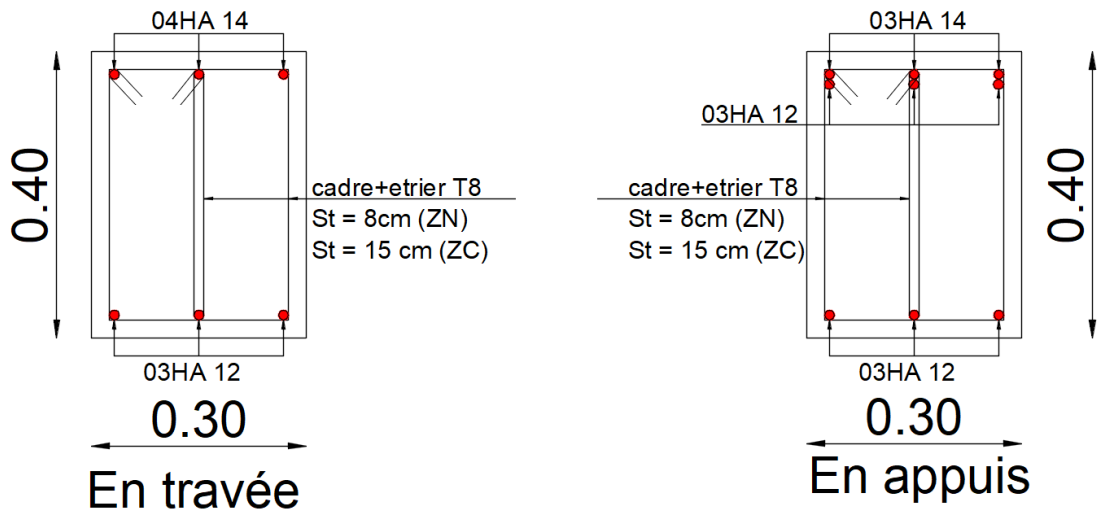 04HA 14
0.40
cadre+etrier T8
St = 8cm (ZN)
St = 15 cm (ZC)
03HA 12
0.30
En travée
03HA 14
03HA 12
cadre+etrier T8
St = 8cm (ZN)
St = 15 cm (ZC)
0.40
03HA 12
0.30
En appuis